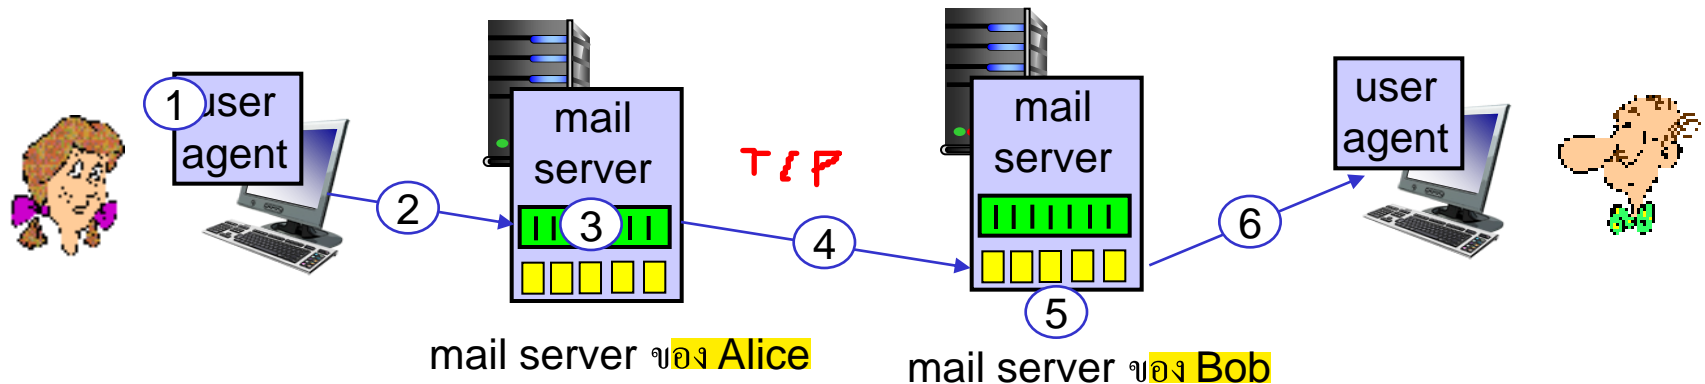 1
user
agent
2
mail
server
3
TCP
4
mail
server
5
6
user
agent
mail server ของ Alice
mail server ของ Bob